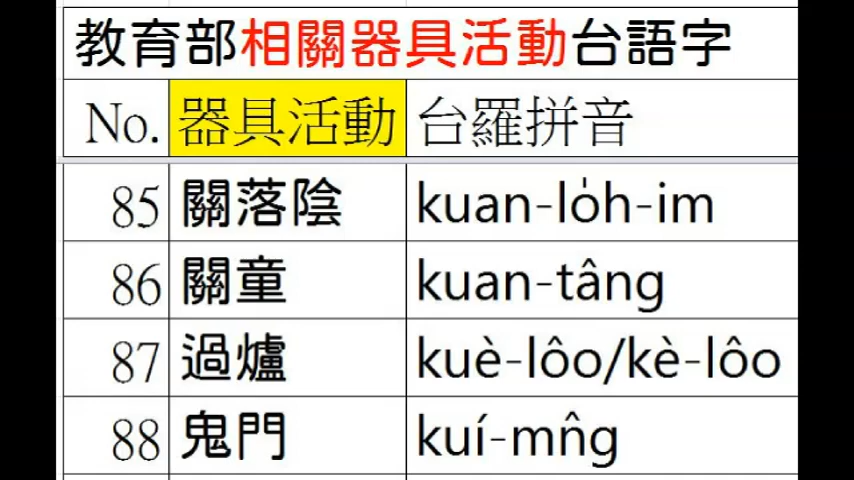 教育部相關器具活動台語字
No. 器具活動 台羅拼音
85 關落陰 kuan-lo̍h-im
86 關童 kuan-tâng
87 過爐 kuè-lôo/kè-lôo
88 鬼門 kuí-mn̂g